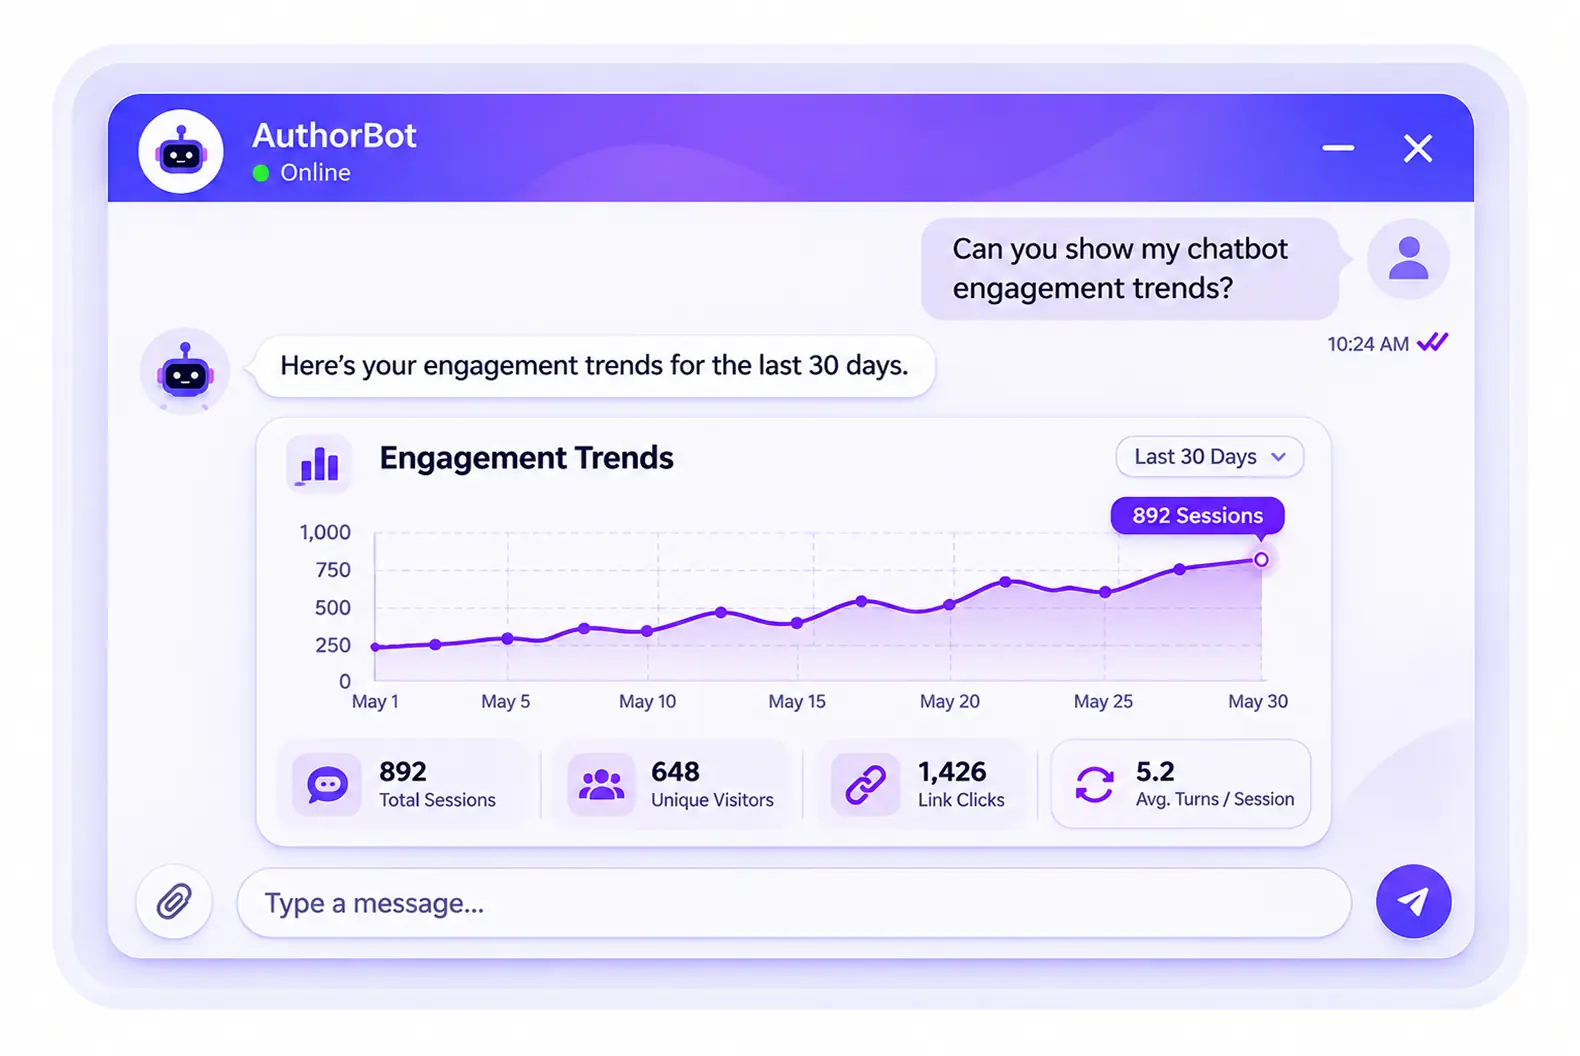 AuthorBot
Online
Can you show my chatbot
engagement trends?
10:24 AM
Here’s your engagement trends for the last 30 days.
Engagement Trends
Last 30 Days
892 Sessions
1,000
750
500
250
0
May 1
May 5
May 10
May 15
May 20
May 25
May 30
892
Total Sessions
648
Unique Visitors
1,426
Link Clicks
5.2
Avg. Turns / Session
Type a message...